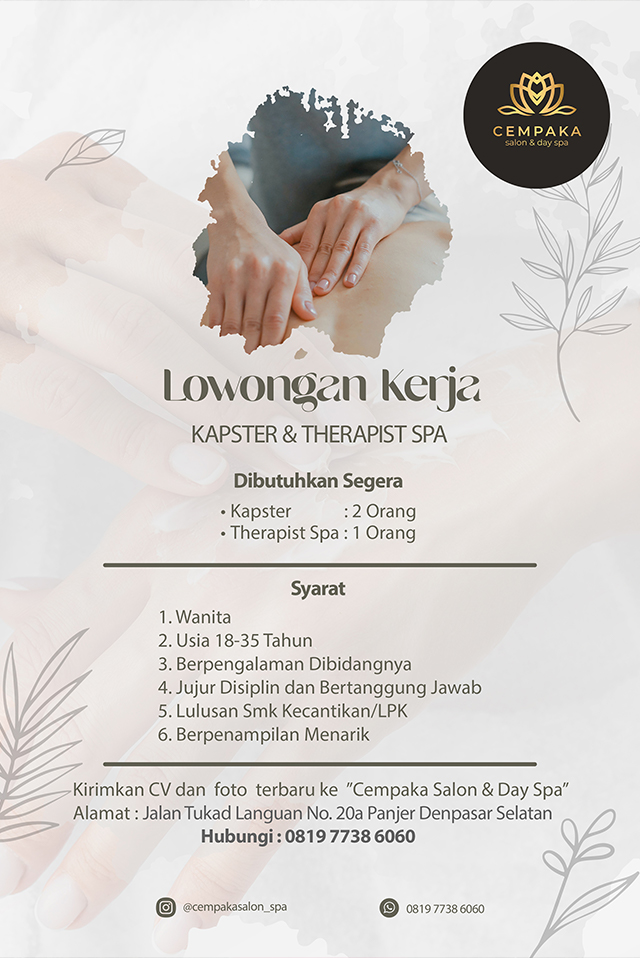 CEMPAKA
salon & day spa
Lowongan Kerja
KAPSTER & THERAPIST SPA
Dibutuhkan Segera
• Kapster : 2 Orang
• Therapist Spa : 1 Orang
Syarat
1. Wanita
2. Usia 18-35 Tahun
3. Berpengalaman Dibidangnya
4. Jujur Disiplin dan Bertanggung Jawab
5. Lulusan Smk Kecantikan/LPK
6. Berpenampilan Menarik
Kirimkan CV dan foto terbaru ke "Cempaka Salon & Day Spa"
Alamat : Jalan Tukad Languan No. 20a Panjer Denpasar Selatan
Hubungi : 0819 7738 6060
@cempakasalon_spa
0819 7738 6060